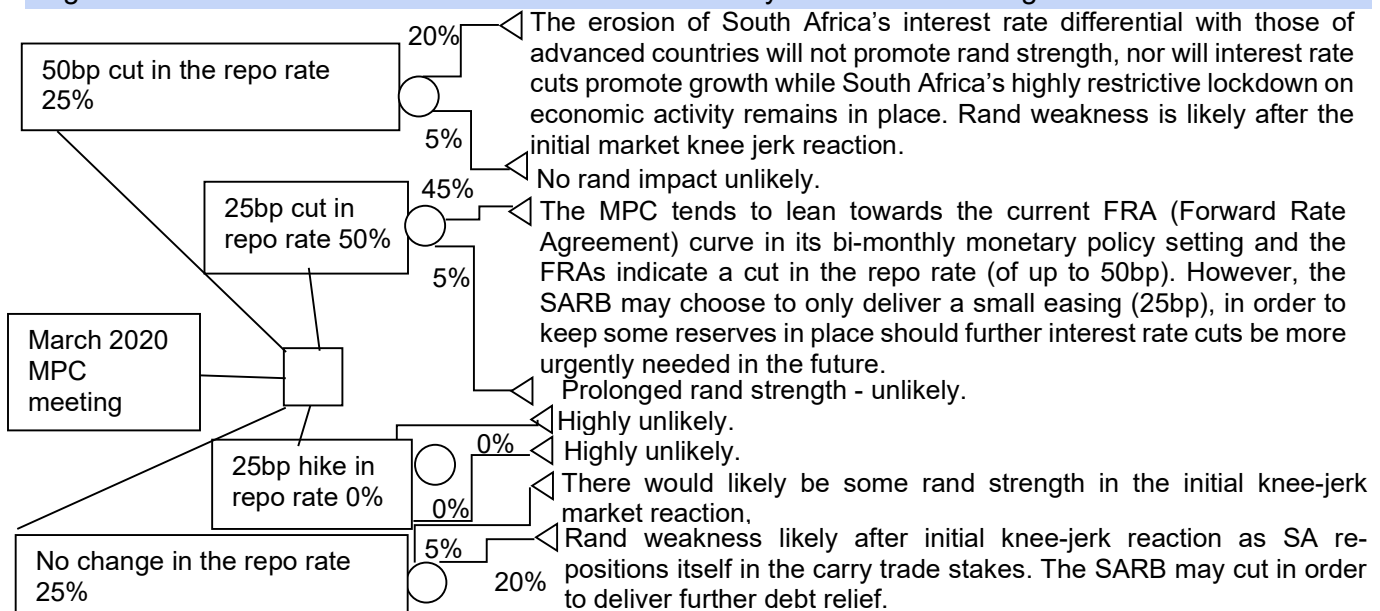 20%
The erosion of South Africa's interest rate differential with those of
advanced countries will not promote rand strength, nor will interest rate
cuts promote growth while South Africa's highly restrictive lockdown on
economic activity remains in place. Rand weakness is likely after the
initial market knee jerk reaction.
50bp cut in the repo rate
25%
5%
No rand impact unlikely.
45%
25bp cut in
repo rate 50%
The MPC tends to lean towards the current FRA (Forward Rate
Agreement) curve in its bi-monthly monetary policy setting and the
FRAs indicate a cut in the repo rate (of up to 50bp). However, the
SARB may choose to only deliver a small easing (25bp), in order to
keep some reserves in place should further interest rate cuts be more
urgently needed in the future.
5%
Prolonged rand strength - unlikely.
March 2020
MPC
meeting
Highly unlikely.
0%
Highly unlikely.
25bp hike in
repo rate 0%
0%
There would likely be some rand strength in the initial knee-jerk
market reaction,
5%
No change in the repo rate
25%
20%
Rand weakness likely after initial knee-jerk reaction as SA re-
positions itself in the carry trade stakes. The SARB may cut in order
to deliver further debt relief.